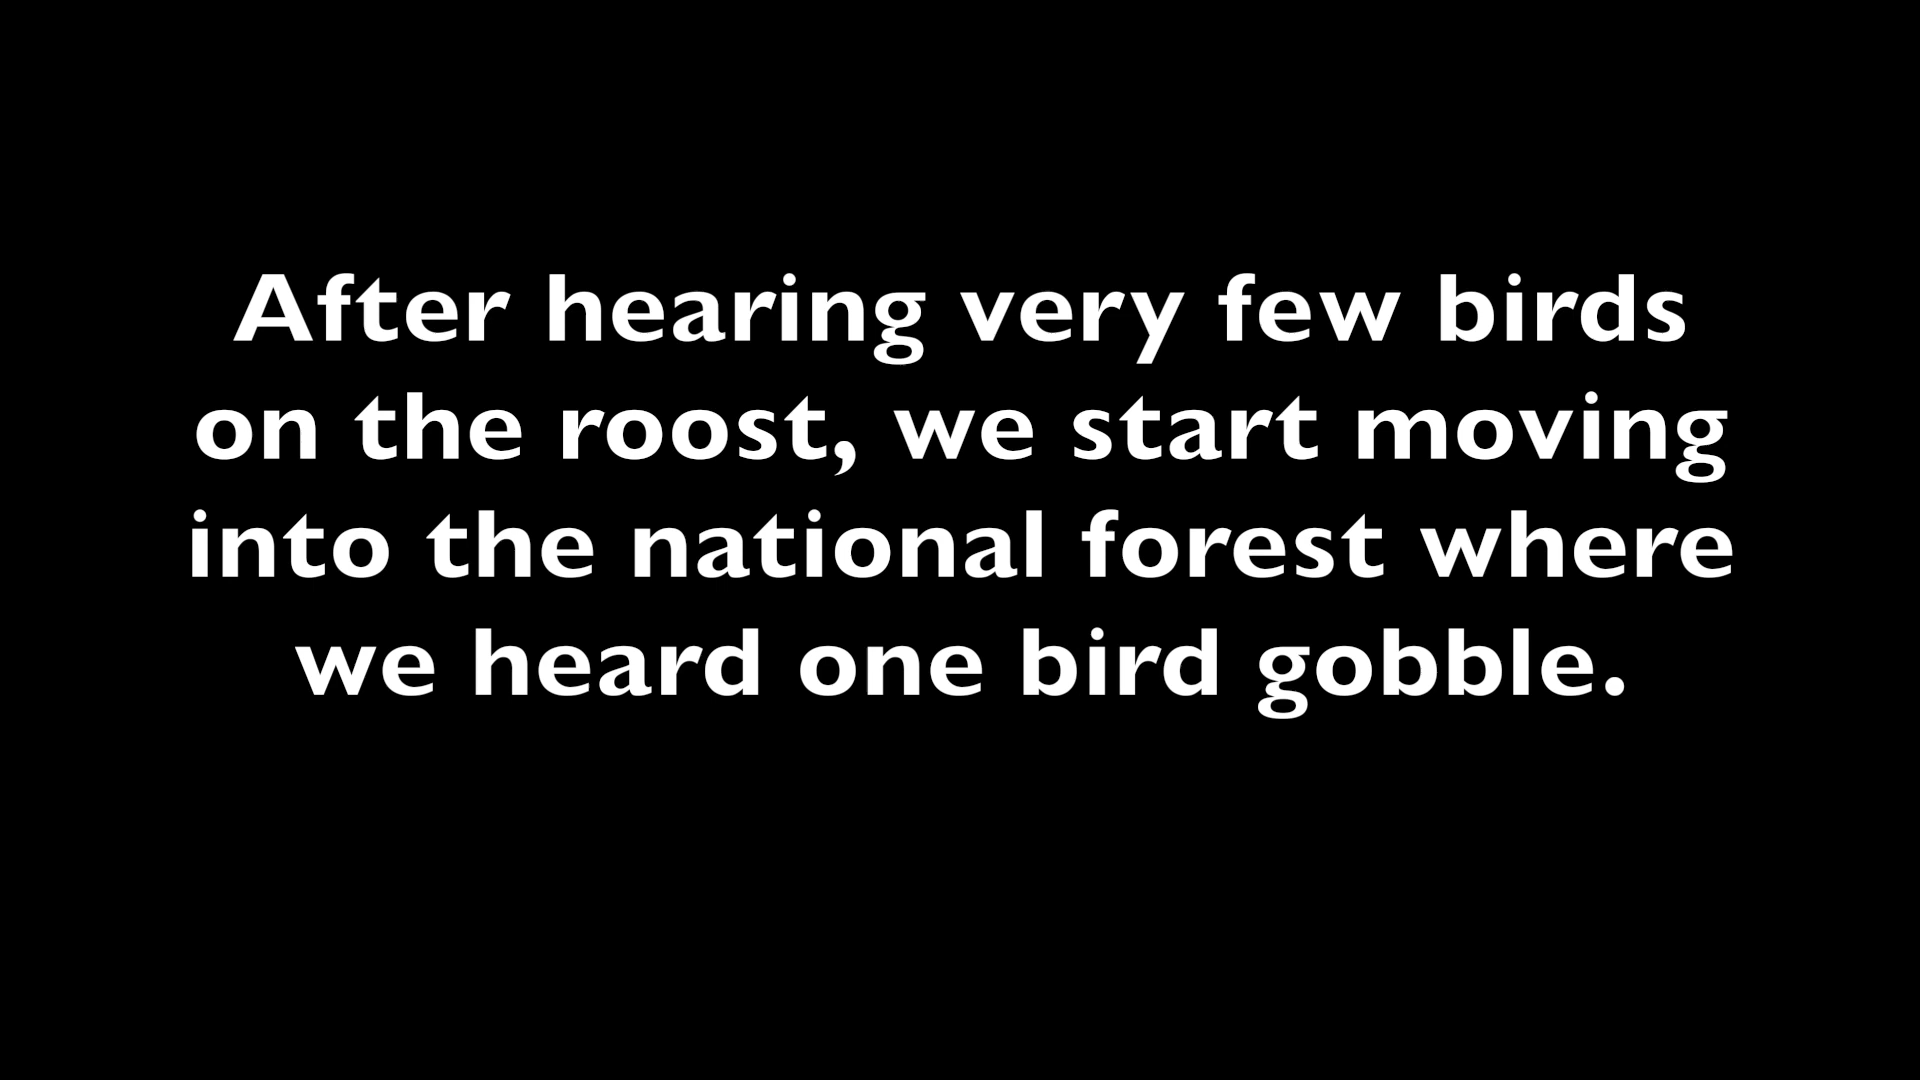 After hearing very few birds
on the roost, we start moving
into the national forest where
we heard one bird gobble.